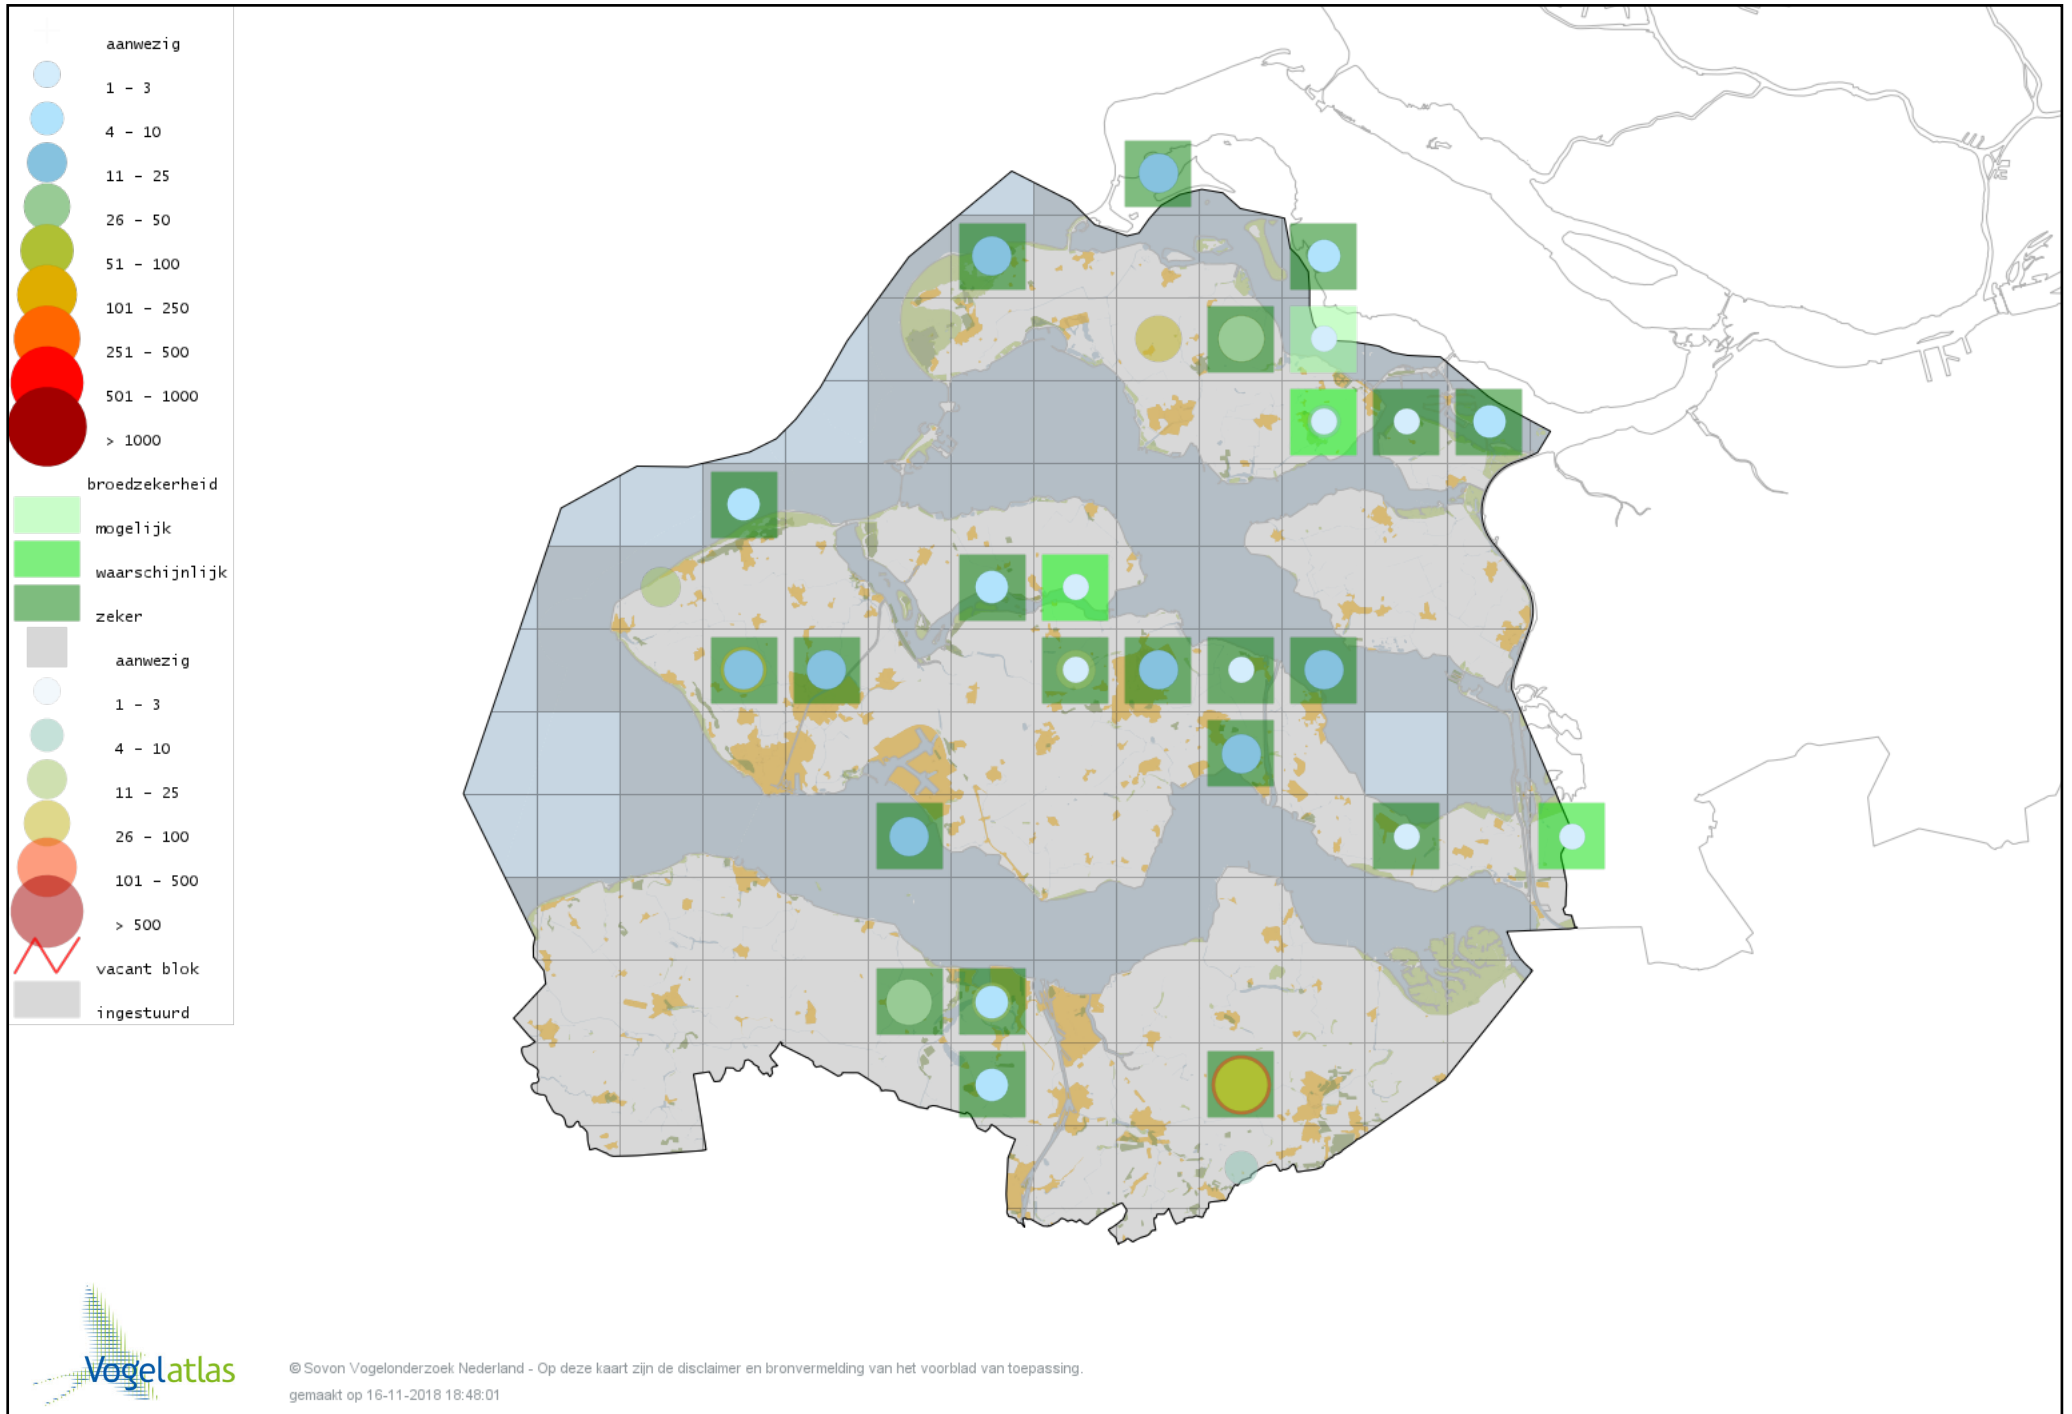 aanwezig
1 - 3
4 - 10
11 - 25
26 - 50
51 - 100
101 - 250
251 - 500
501 - 1000
> 1000
broedzekerheid
mogelijk
waarschijnlijk
zeker
aanwezig
1 - 3
4 - 10
11 - 25
26 - 100
101 - 500
> 500
vacant blok
ingestuurd
Vogelatlas
© Sovon Vogelonderzoek Nederland - Op deze kaart zijn de disclaimer en bronvermelding van het voorblad van toepassing.
gemaakt op 16-11-2018 18:48:01